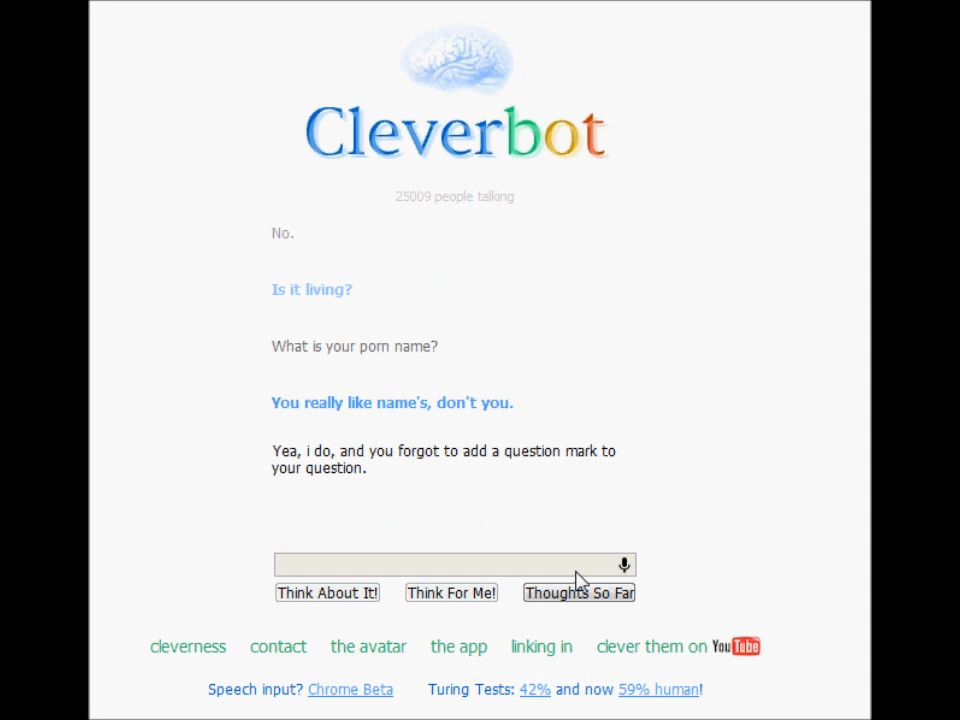 Cleverbot
25009 people talking
No.
Is it living?
What is your porn name?
You really like name's, don't you.
Yea, i do, and you forgot to add a question mark to
your question.
Think About It! Think For Me! Thoughts So Far
cleverness contact the avatar the app linking in clever them on YouTube
Speech input? Chrome Beta Turing Tests: 42% and now 59% human!